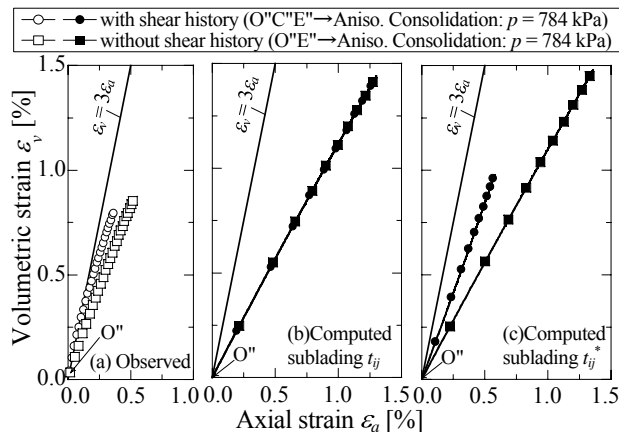 with shear history (O"C"E"→Aniso. Consolidation: p = 784 kPa)
without shear history (O"E"→Aniso. Consolidation: p = 784 kPa)
Volumetric strain εv [%]
1.5
1.0
0.5
0.0
εv = 3εa
O"
(a) Observed
0.0 0.5 1.0
εv = 3εa
(b)Computed
subloading tij
O"
0.0 0.5 1.0 1.5
εv = 3εa
(c) Computed
sublading tij*
O"
0.0 0.5 1.0 1.5
Axial strain εa [%]